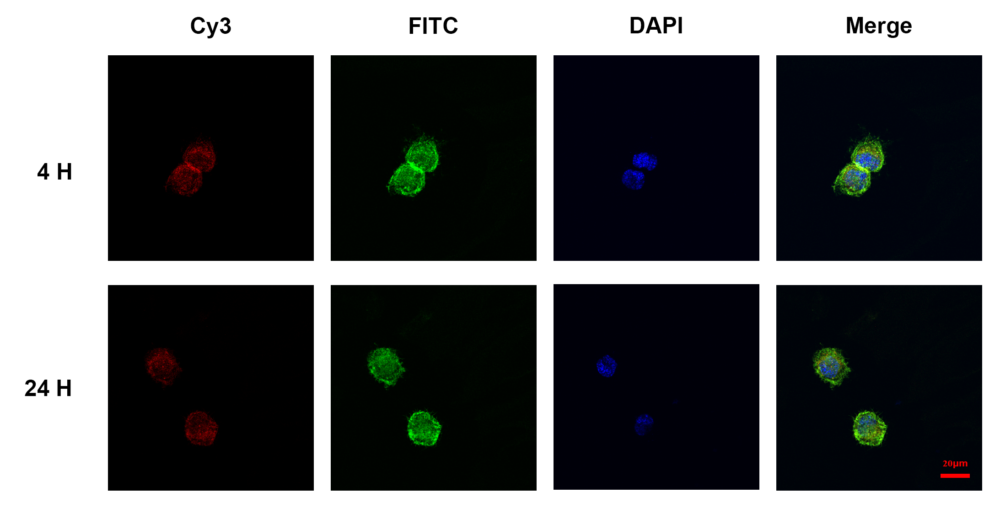 Cy3 FITC DAPI Merge
4 H
24 H
20μm